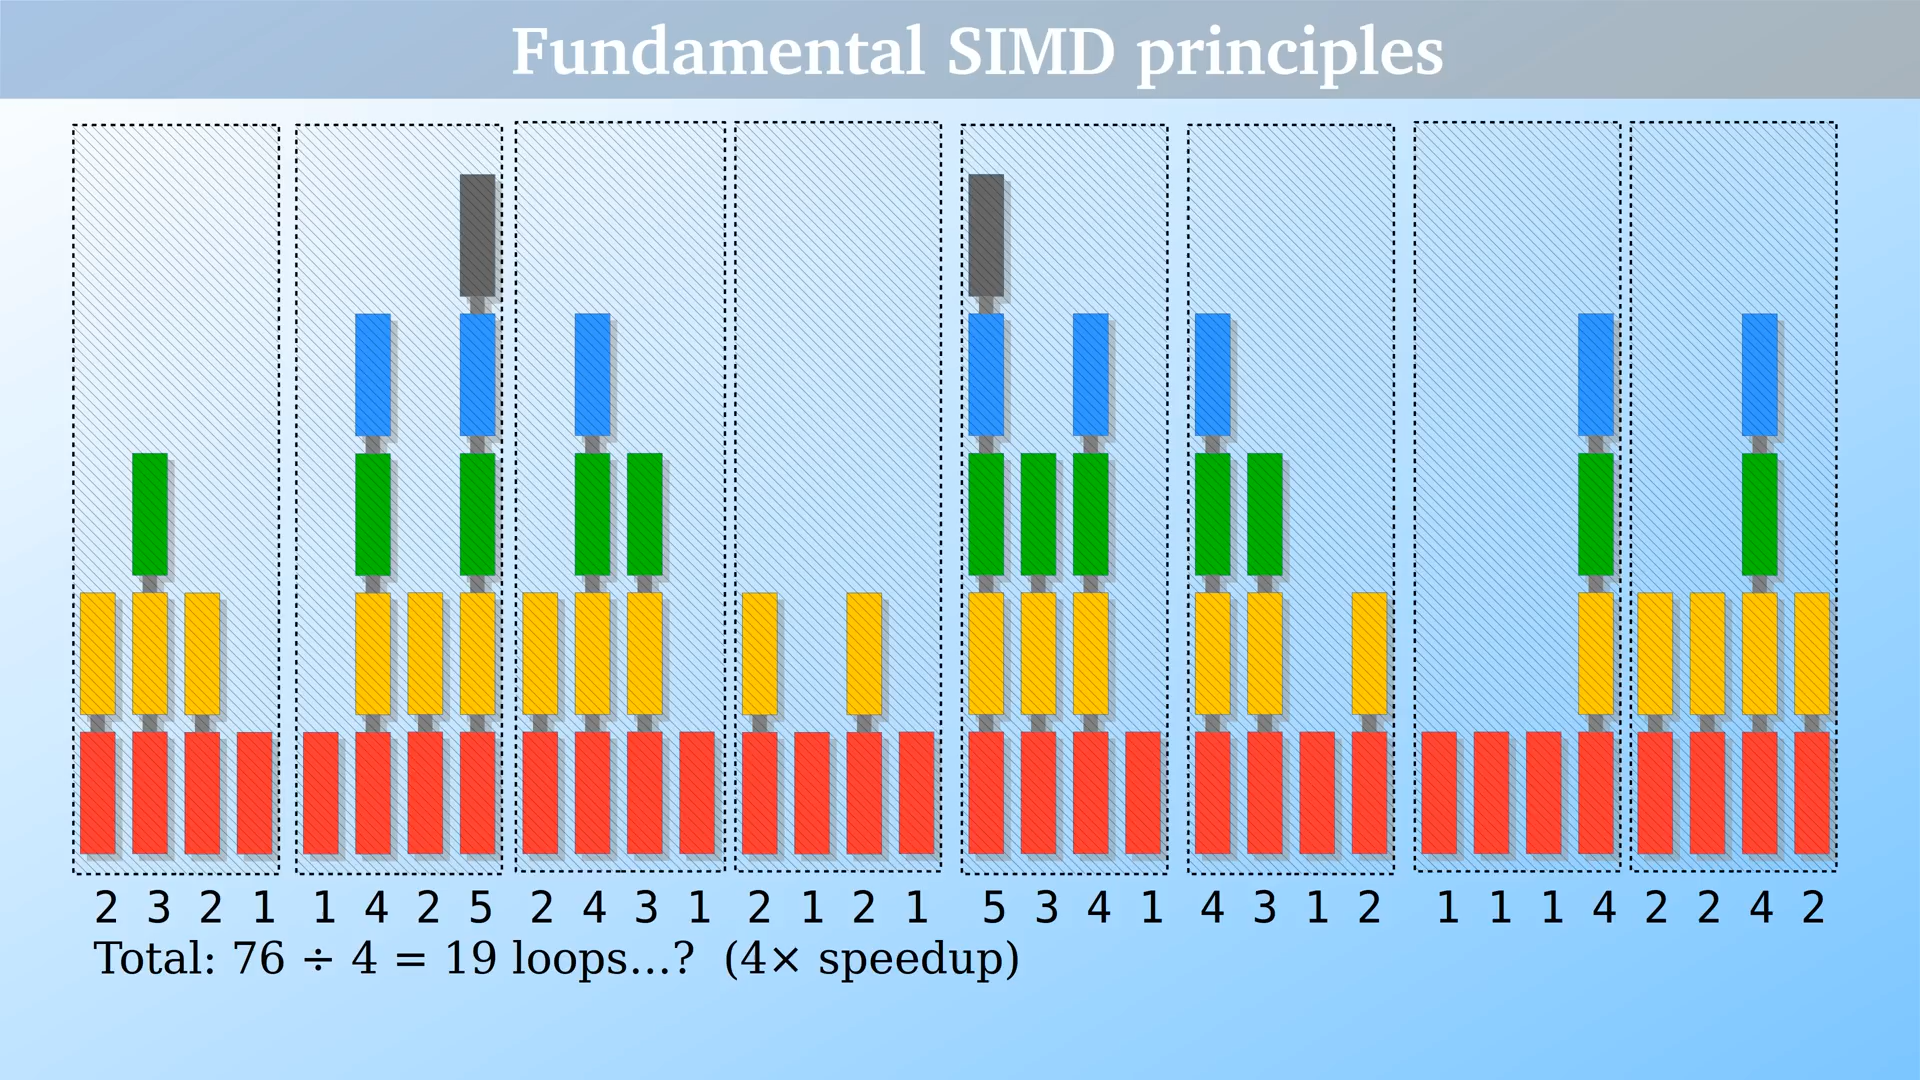 Fundamental SIMD principles
2 3 2 1 1 4 2 5 2 4 3 1 2 1 2 1 5 3 4 1 4 3 1 2 1 1 1 4 2 2 4 2
Total: 76 ÷ 4 = 19 loops...? (4× speedup)